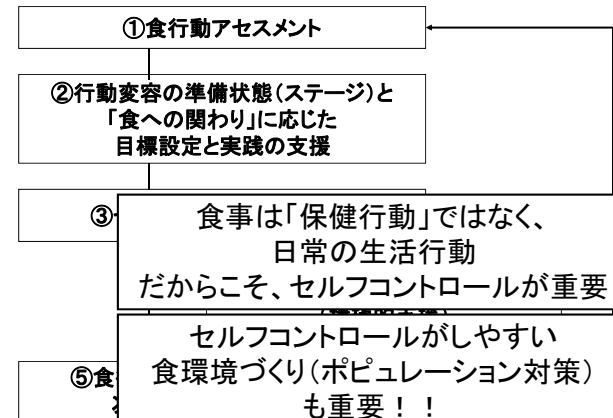 ①食行動アセスメント
②行動変容の準備状態（ステージ）と
「食への関わり」に応じた
目標設定と実践の支援
③
食事は「保健行動」ではなく、
日常の生活行動
だからこそ、セルフコントロールが重要
セルフコントロールがしやすい
⑤食
食環境づくり（ポピュレーション対策）
も重要！！